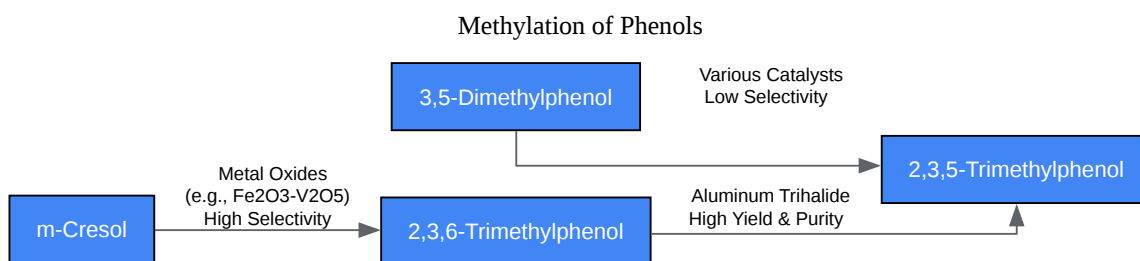 Methylation of Phenols
3,5-Dimethylphenol
Various Catalysts
Low Selectivity
2,3,5-Trimethylphenol
Metal Oxides
(e.g., Fe2O3-V2O5)
High Selectivity
m-Cresol
2,3,6-Trimethylphenol
Aluminum Trihalide
High Yield & Purity